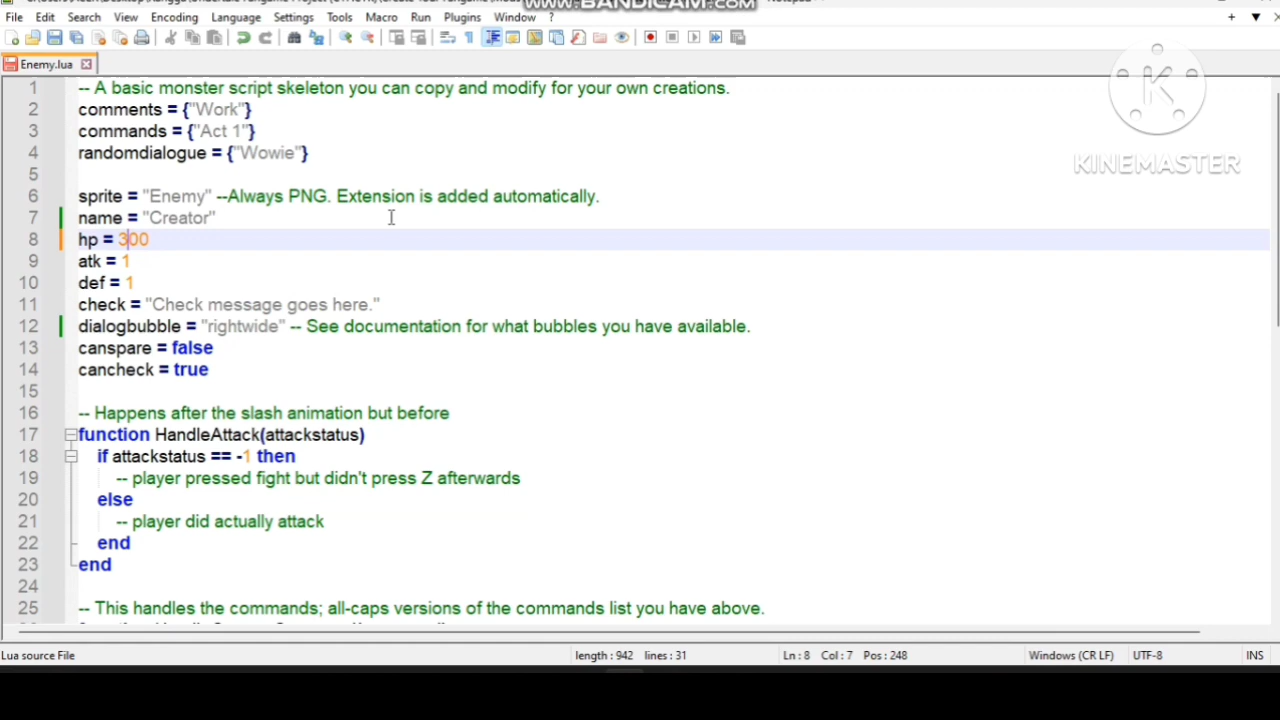 www.BANDICAM.com
File Edit Search View Encoding Language Settings Tools Macro Run Plugins Window ?
Enemy.lua
KINEMASTER
1 -- A basic monster script skeleton you can copy and modify for your own creations.
2 comments = {"Work"}
3 commands = {"Act 1"}
4 randomdialogue = {"Wowie"}
5
6 sprite = "Enemy" --Always PNG. Extension is added automatically.
7 name = "Creator"
8 hp = 300
9 atk = 1
10 def = 1
11 check = "Check message goes here."
12 dialogbubble = "rightwide" -- See documentation for what bubbles you have available.
13 canspare = false
14 cancheck = true
15
16 -- Happens after the slash animation but before
17 function HandleAttack(attackstatus)
18 if attackstatus == -1 then
19 -- player pressed fight but didn't press Z afterwards
20 else
21 -- player did actually attack
22 end
23 end
24
25 -- This handles the commands; all-caps versions of the commands list you have above.
Lua source File length : 942 lines : 31 Ln : 8 Col : 7 Pos : 248 Windows (CR LF) UTF-8 INS